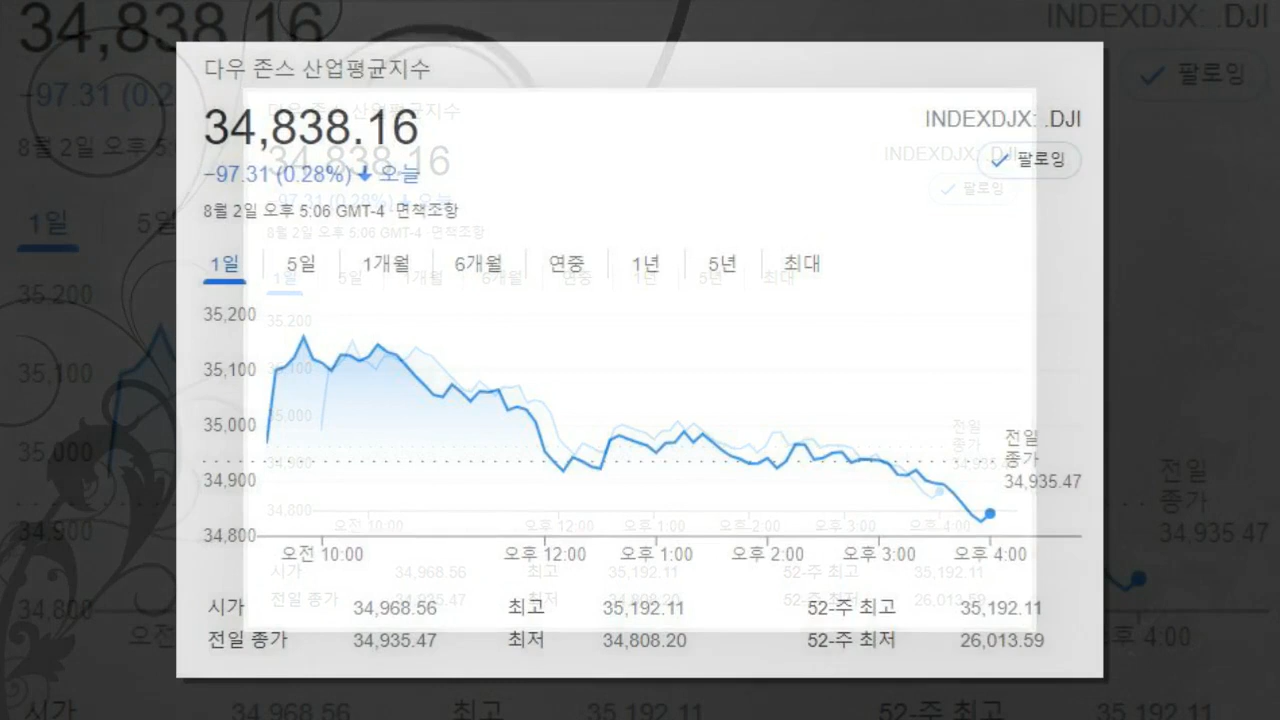 다우 존스 산업평균지수
34,838.16
INDEXDJX: .DJI
−97.31 (0.28%) 오늘
팔로잉
8월 2일 오후 5:06 GMT-4 · 면책조항
1일 5일 1개월 6개월 연중 1년 5년 최대
35,200
35,100
35,000
34,900
34,800
전일
종가
34,935.47
오전 10:00 오후 12:00 오후 1:00 오후 2:00 오후 3:00 오후 4:00
시가 34,968.56 최고 35,192.11 52-주 최고 35,192.11
전일 종가 34,935.47 최저 34,808.20 52-주 최저 26,013.59